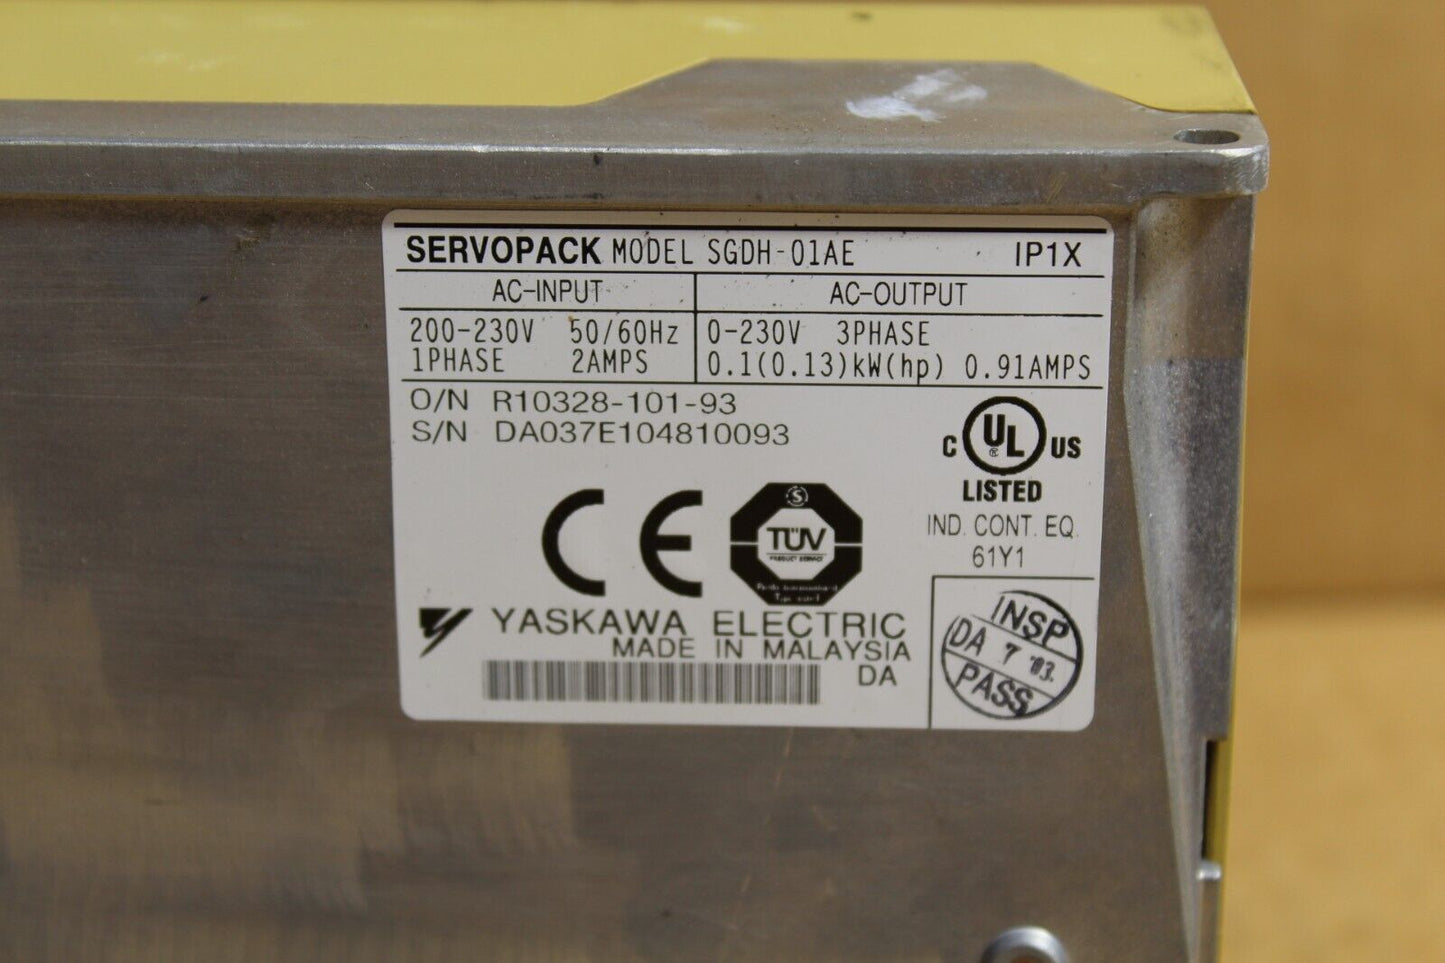 SERVOPACK MODEL SGDH-01AE IP1X
AC-INPUT AC-OUTPUT
200-230V 50/60Hz 0-230V 3PHASE
1PHASE 2AMPS 0.1(0.13)kW(hp) 0.91AMPS
O/N R10328-101-93
S/N DA037E104810093
C UL ® US
LISTED
IND. CONT. EQ.
61Y1
CE
S
TÜV
PRODUCT SERVICE
YASKAWA ELECTRIC
MADE IN MALAYSIA
DA
INSP
DA 7 '03.
PASS